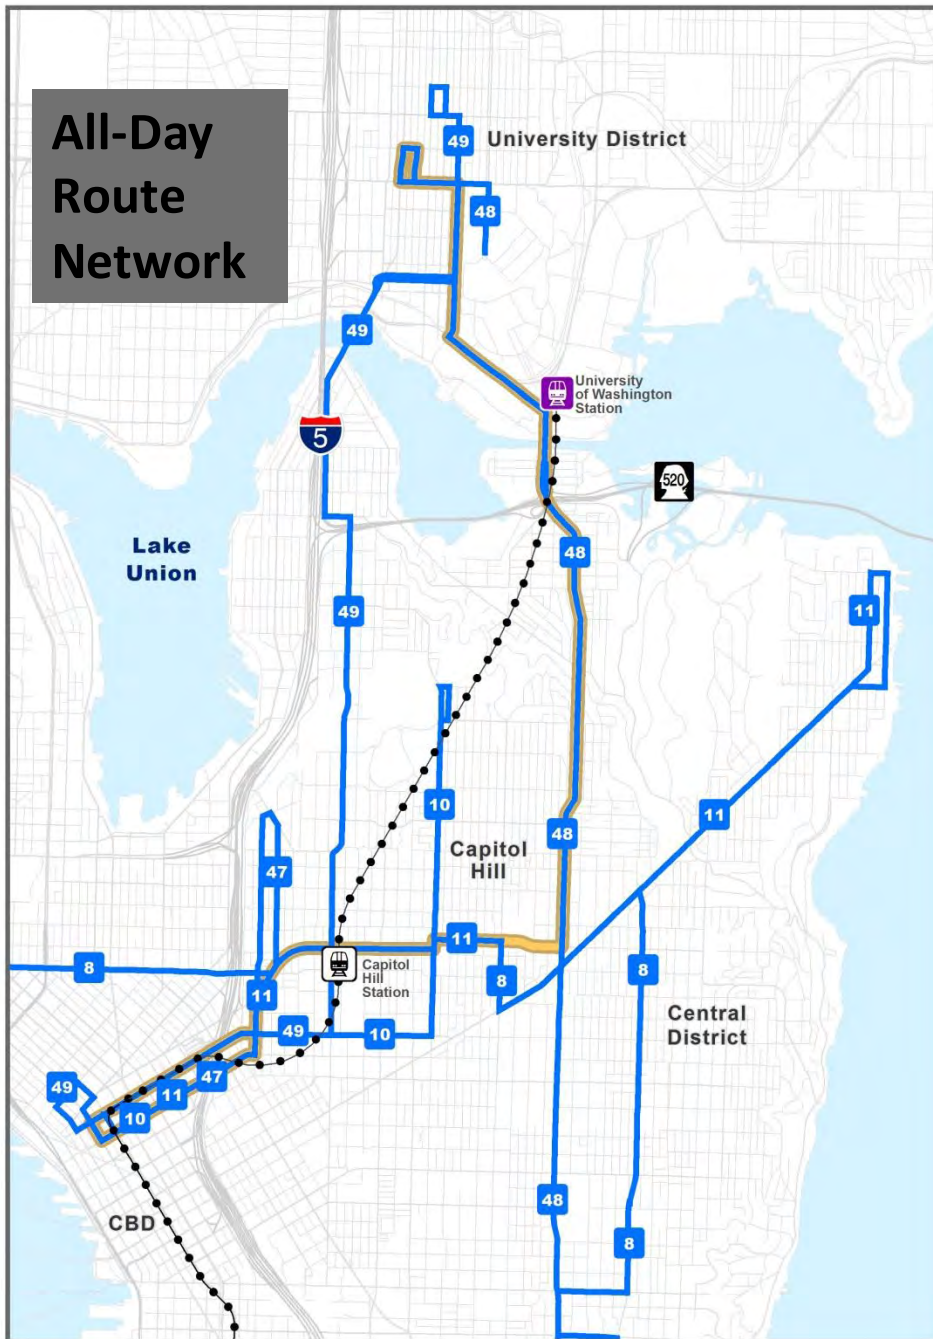 All-Day
Route
Network
49
University District
48
49
University
of Washington
Station
5
520
Lake
Union
48
49
11
10
11
48
Capitol
Hill
47
11
8
Capitol
Hill
Station
8
8
11
Central
District
49
10
47
49
11
10
48
CBD
8